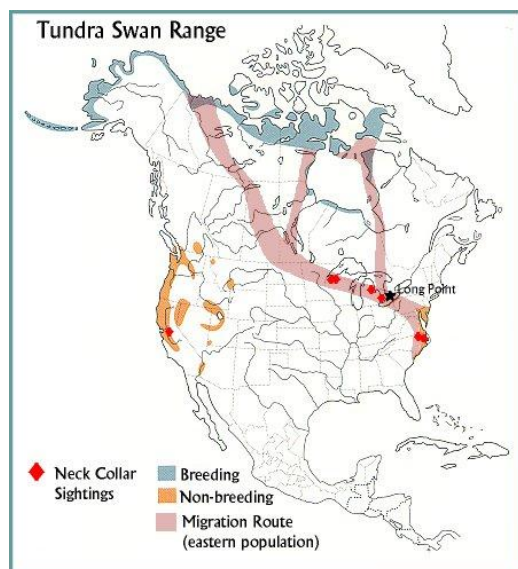 Tundra Swan Range
Long Point
Neck Collar
Sightings
Breeding
Non-breeding
Migration Route
(eastern population)